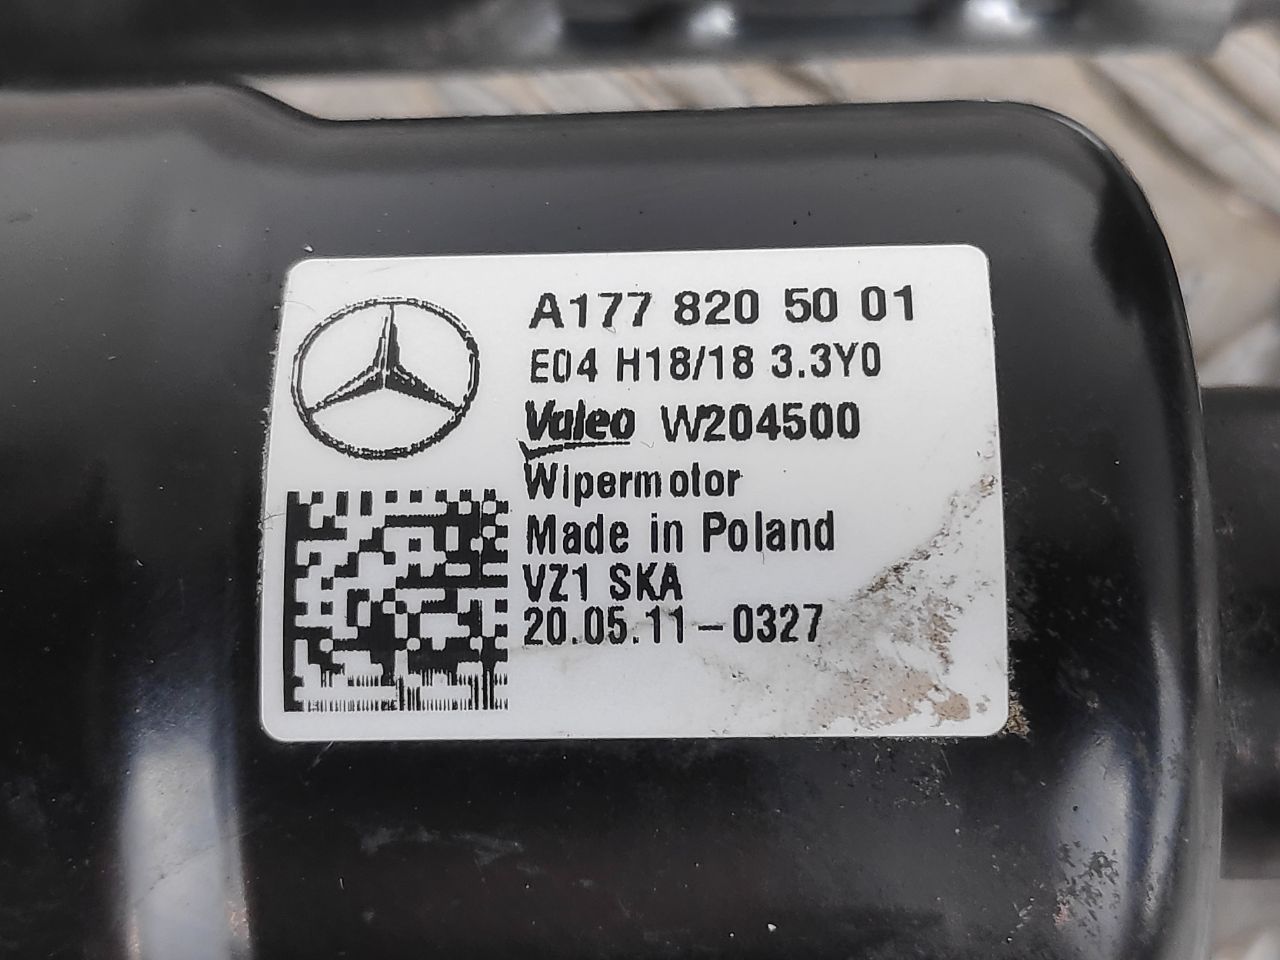 A177 820 50 01
E04 H18/18 3.3Y0
Valeo W204500
Wipermotor
Made in Poland
VZ1 SKA
20.05.11-0327